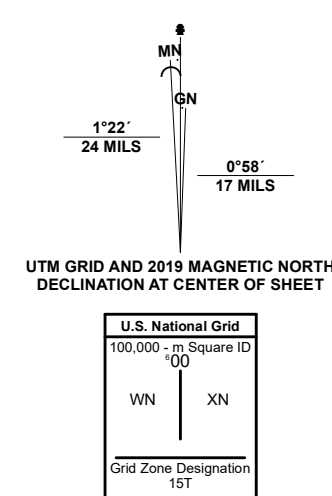 MN
GN
1°22´
24 MILS
0°58´
17 MILS
UTM GRID AND 2019 MAGNETIC NORTH
DECLINATION AT CENTER OF SHEET
U.S. National Grid
100,000 - m Square ID
⁶00
WN XN
Grid Zone Designation
15T